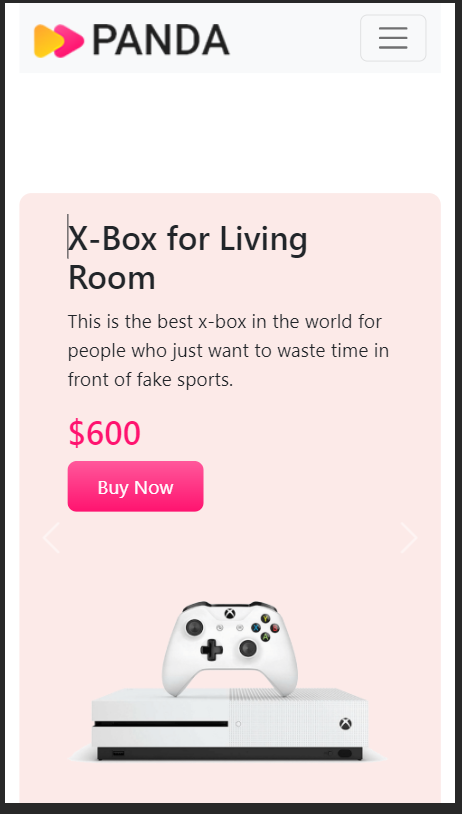 PANDA
X-Box for Living
Room
This is the best x-box in the world for
people who just want to waste time in
front of fake sports.
$600
Buy Now